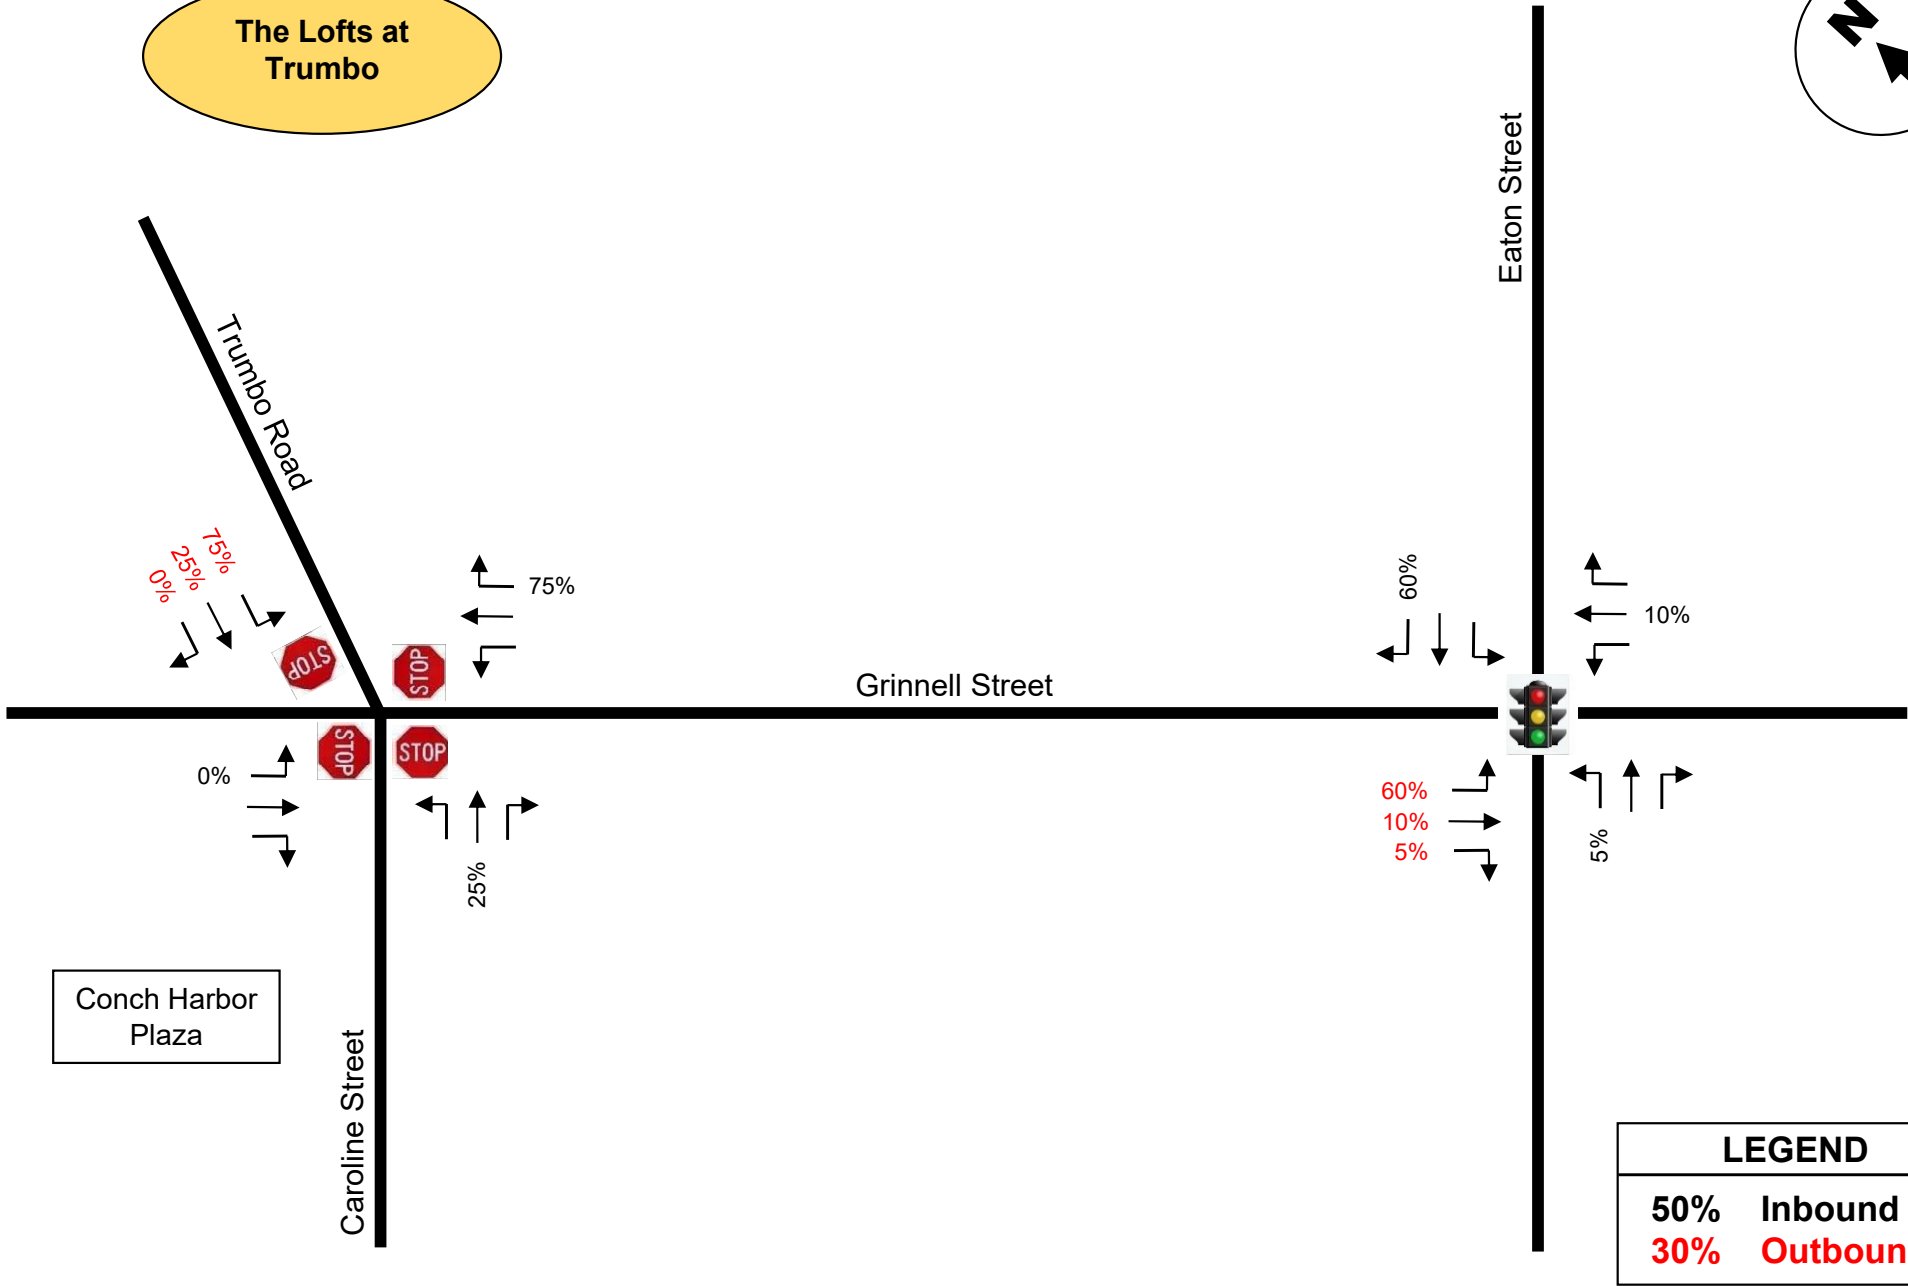 The Lofts at
Trumbo
N
Eaton Street
Trumbo Road
75%
25%
0%
75%
60%
10%
STOP
STOP
Grinnell Street
STOP
STOP
0%
25%
60%
10%
5%
5%
Conch Harbor
Plaza
Caroline Street
LEGEND
50% Inbound
30% Outboun